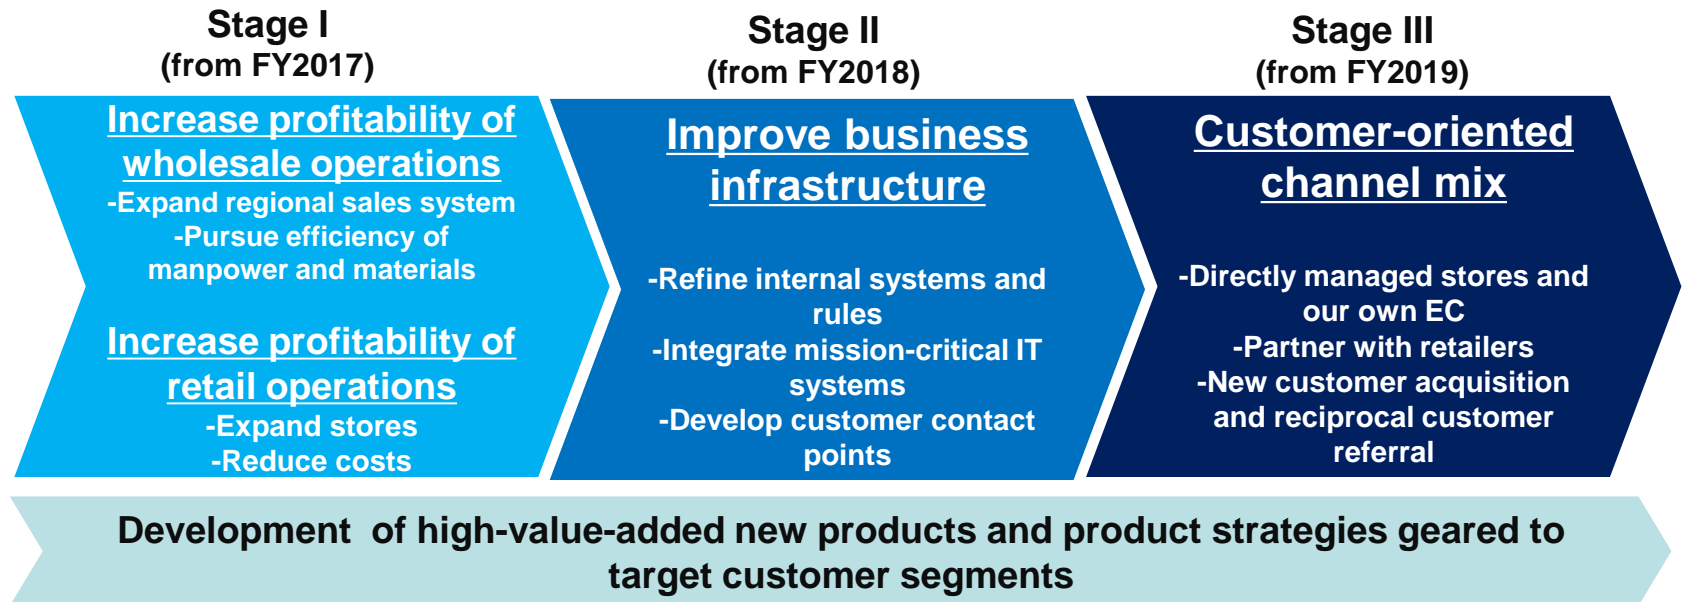 Stage I
(from FY2017)
Increase profitability of
wholesale operations
-Expand regional sales system
-Pursue efficiency of
manpower and materials
Increase profitability of
retail operations
-Expand stores
-Reduce costs
Stage II
(from FY2018)
Improve business
infrastructure
-Refine internal systems and
rules
-Integrate mission-critical IT
systems
-Develop customer contact
points
Stage III
(from FY2019)
Customer-oriented
channel mix
-Directly managed stores and
our own EC
-Partner with retailers
-New customer acquisition
and reciprocal customer
referral
Development  of high-value-added new products and product strategies geared to
target customer segments